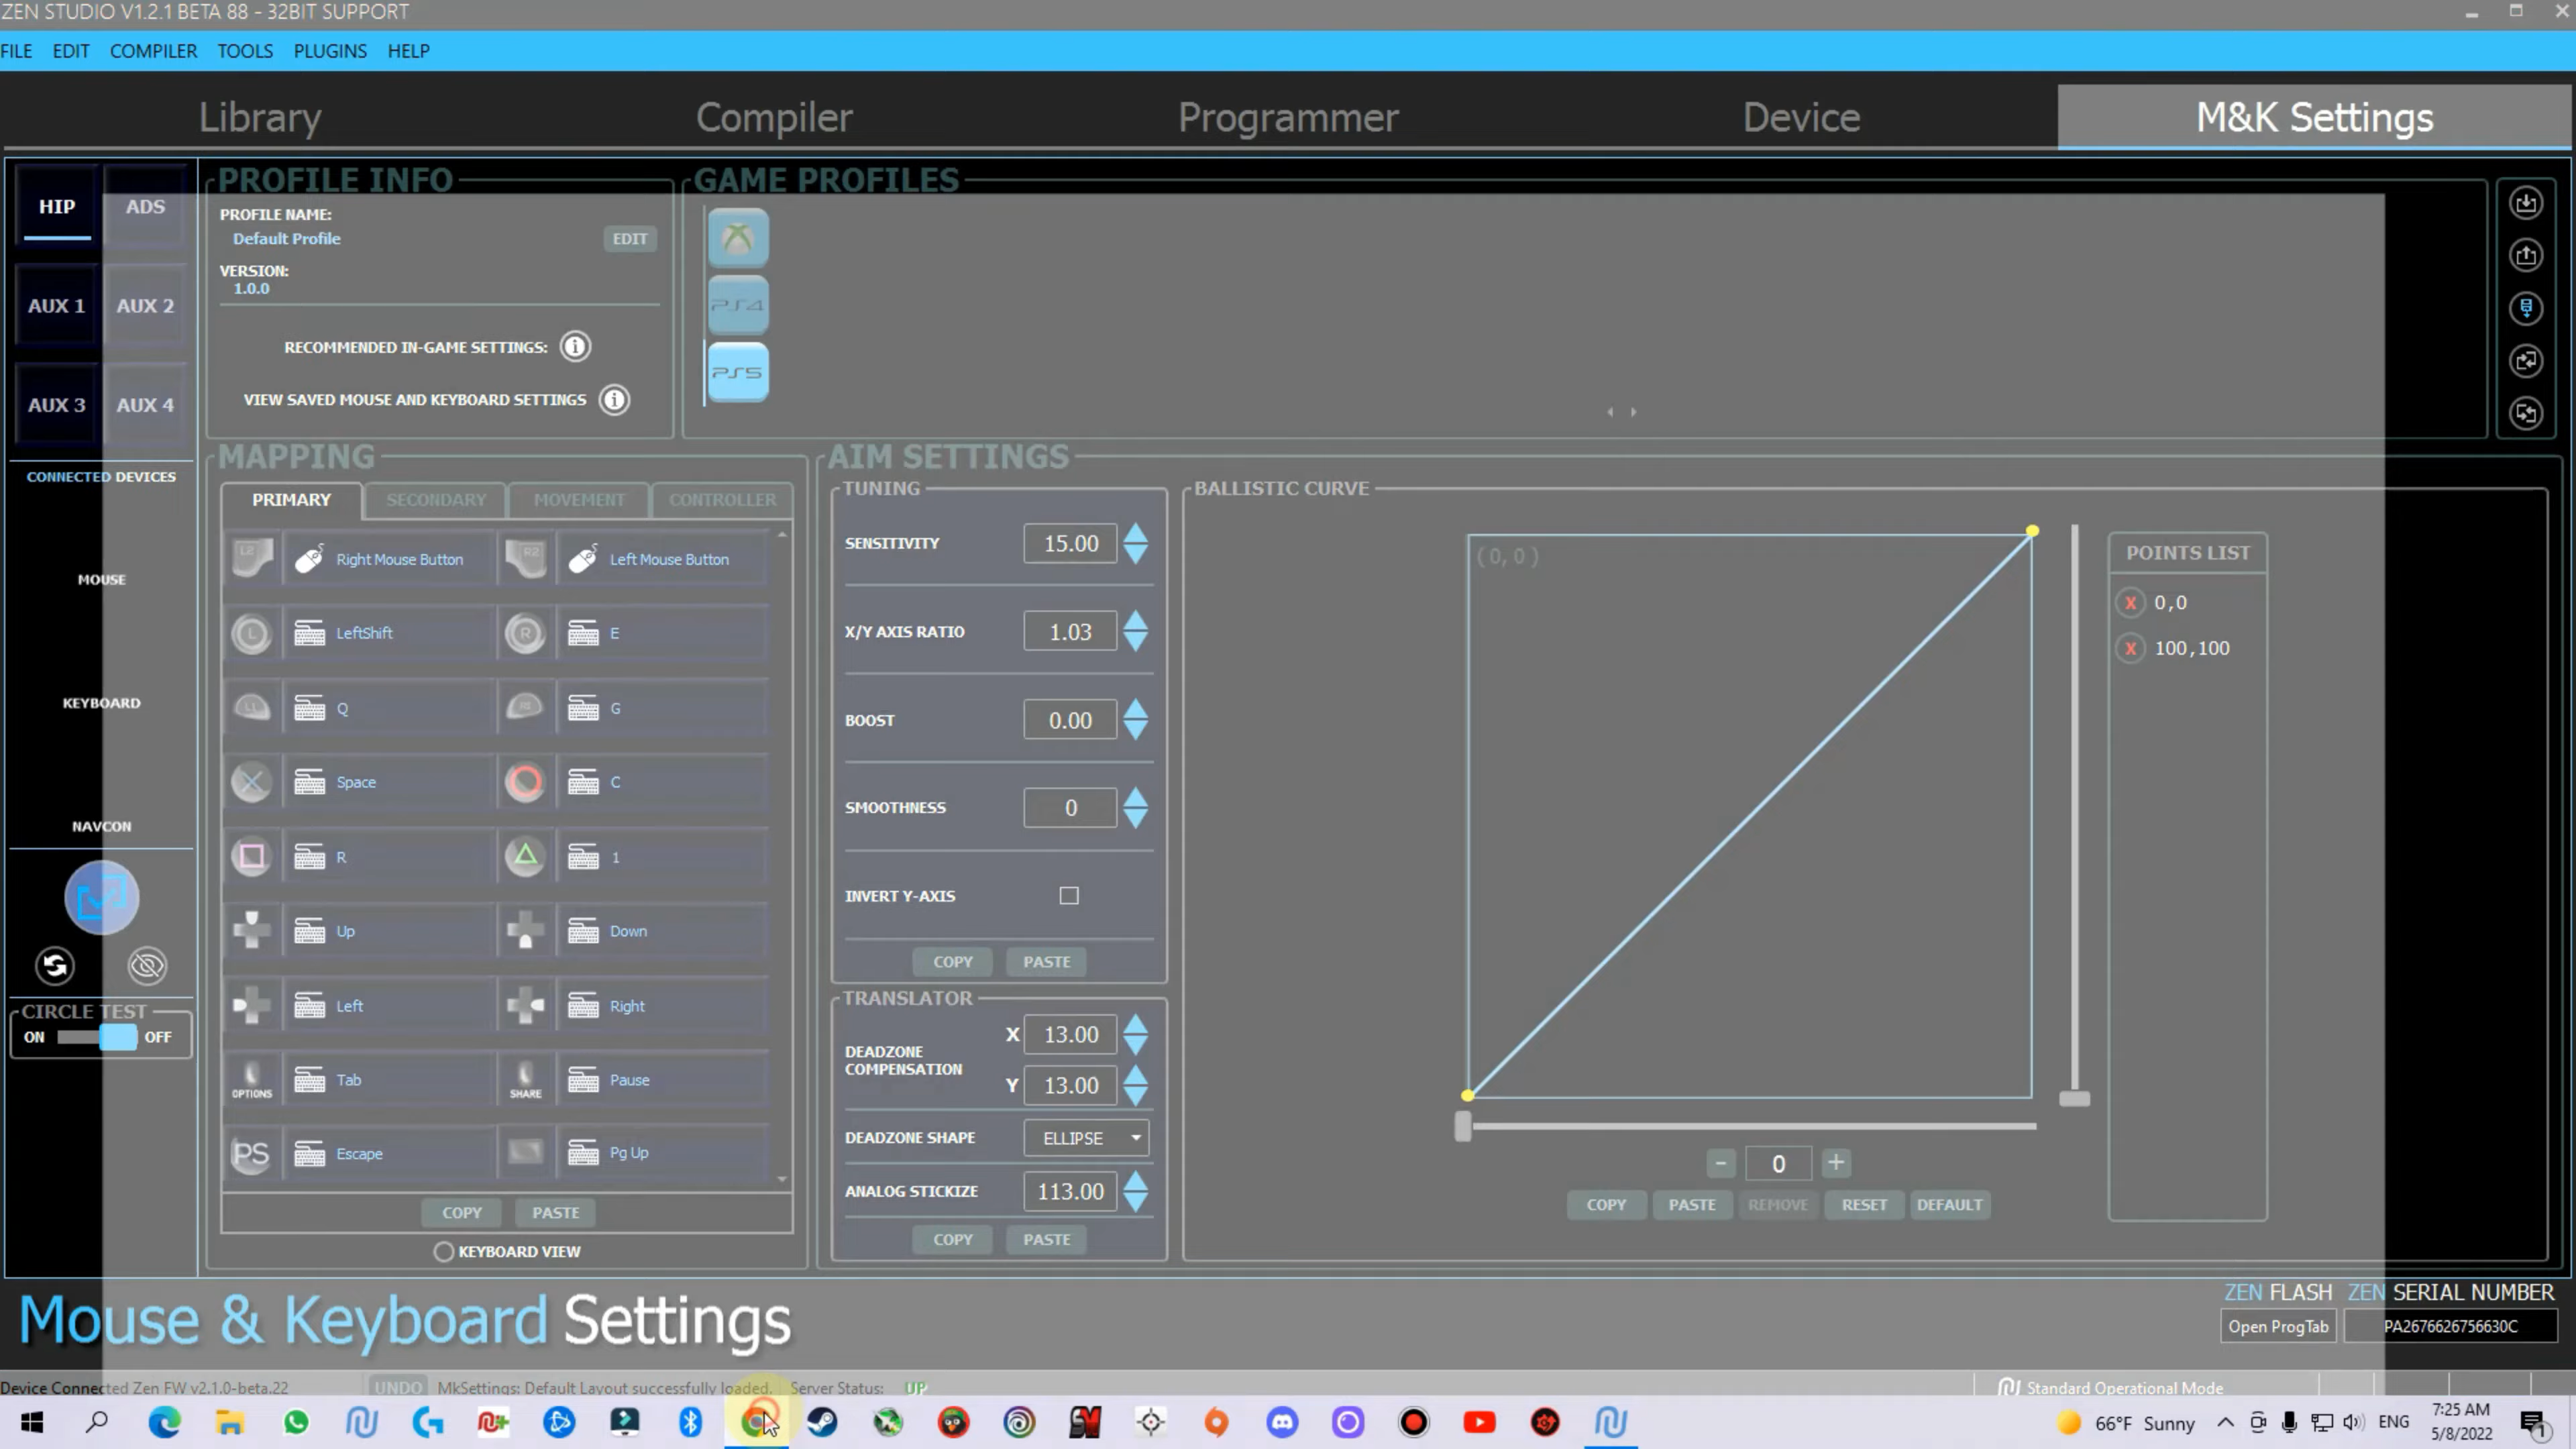 ZEN STUDIO V1.2.1 BETA 88 - 32BIT SUPPORT
FILE EDIT COMPILER TOOLS PLUGINS HELP
Library Compiler Programmer Device M&K Settings
HIP ADS
AUX 1 AUX 2
AUX 3 AUX 4
CONNECTED DEVICES
MOUSE
KEYBOARD
NAVCON
CIRCLE TEST
ON OFF
PROFILE INFO
PROFILE NAME:
Default Profile EDIT
VERSION:
1.0.0
RECOMMENDED IN-GAME SETTINGS:
VIEW SAVED MOUSE AND KEYBOARD SETTINGS
GAME PROFILES
PS4
PS5
MAPPING
PRIMARY SECONDARY MOVEMENT CONTROLLER
L2 Right Mouse Button R2 Left Mouse Button
L LeftShift R E
L1 Q R1 G
Space C
R 1
Up Down
Left Right
OPTIONS Tab SHARE Pause
PS Escape Pg Up
COPY PASTE
KEYBOARD VIEW
AIM SETTINGS
TUNING
SENSITIVITY 15.00
X/Y AXIS RATIO 1.03
BOOST 0.00
SMOOTHNESS 0
INVERT Y-AXIS
COPY PASTE
TRANSLATOR
DEADZONE COMPENSATION X 13.00
Y 13.00
DEADZONE SHAPE ELLIPSE
ANALOG STICKIZE 113.00
COPY PASTE
BALLISTIC CURVE
(0,0)
- 0 +
COPY PASTE REMOVE RESET DEFAULT
POINTS LIST
X 0,0
X 100,100
Mouse & Keyboard Settings
ZEN FLASH ZEN SERIAL NUMBER
Open ProgTab PA2676626756630C
Device Connected Zen FW v2.1.0-beta.22 UNDO MkSettings: Default Layout successfully loaded. Server Status: UP Standard Operational Mode
66°F Sunny ENG 7:25 AM
5/8/2022
1